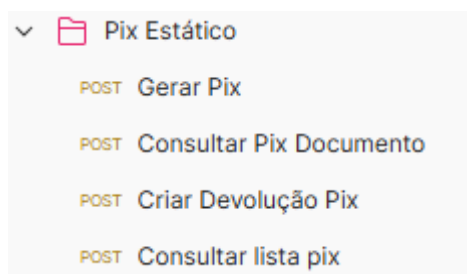 Pix Estático
POST Gerar Pix
POST Consultar Pix Documento
POST Criar Devolução Pix
POST Consultar lista pix